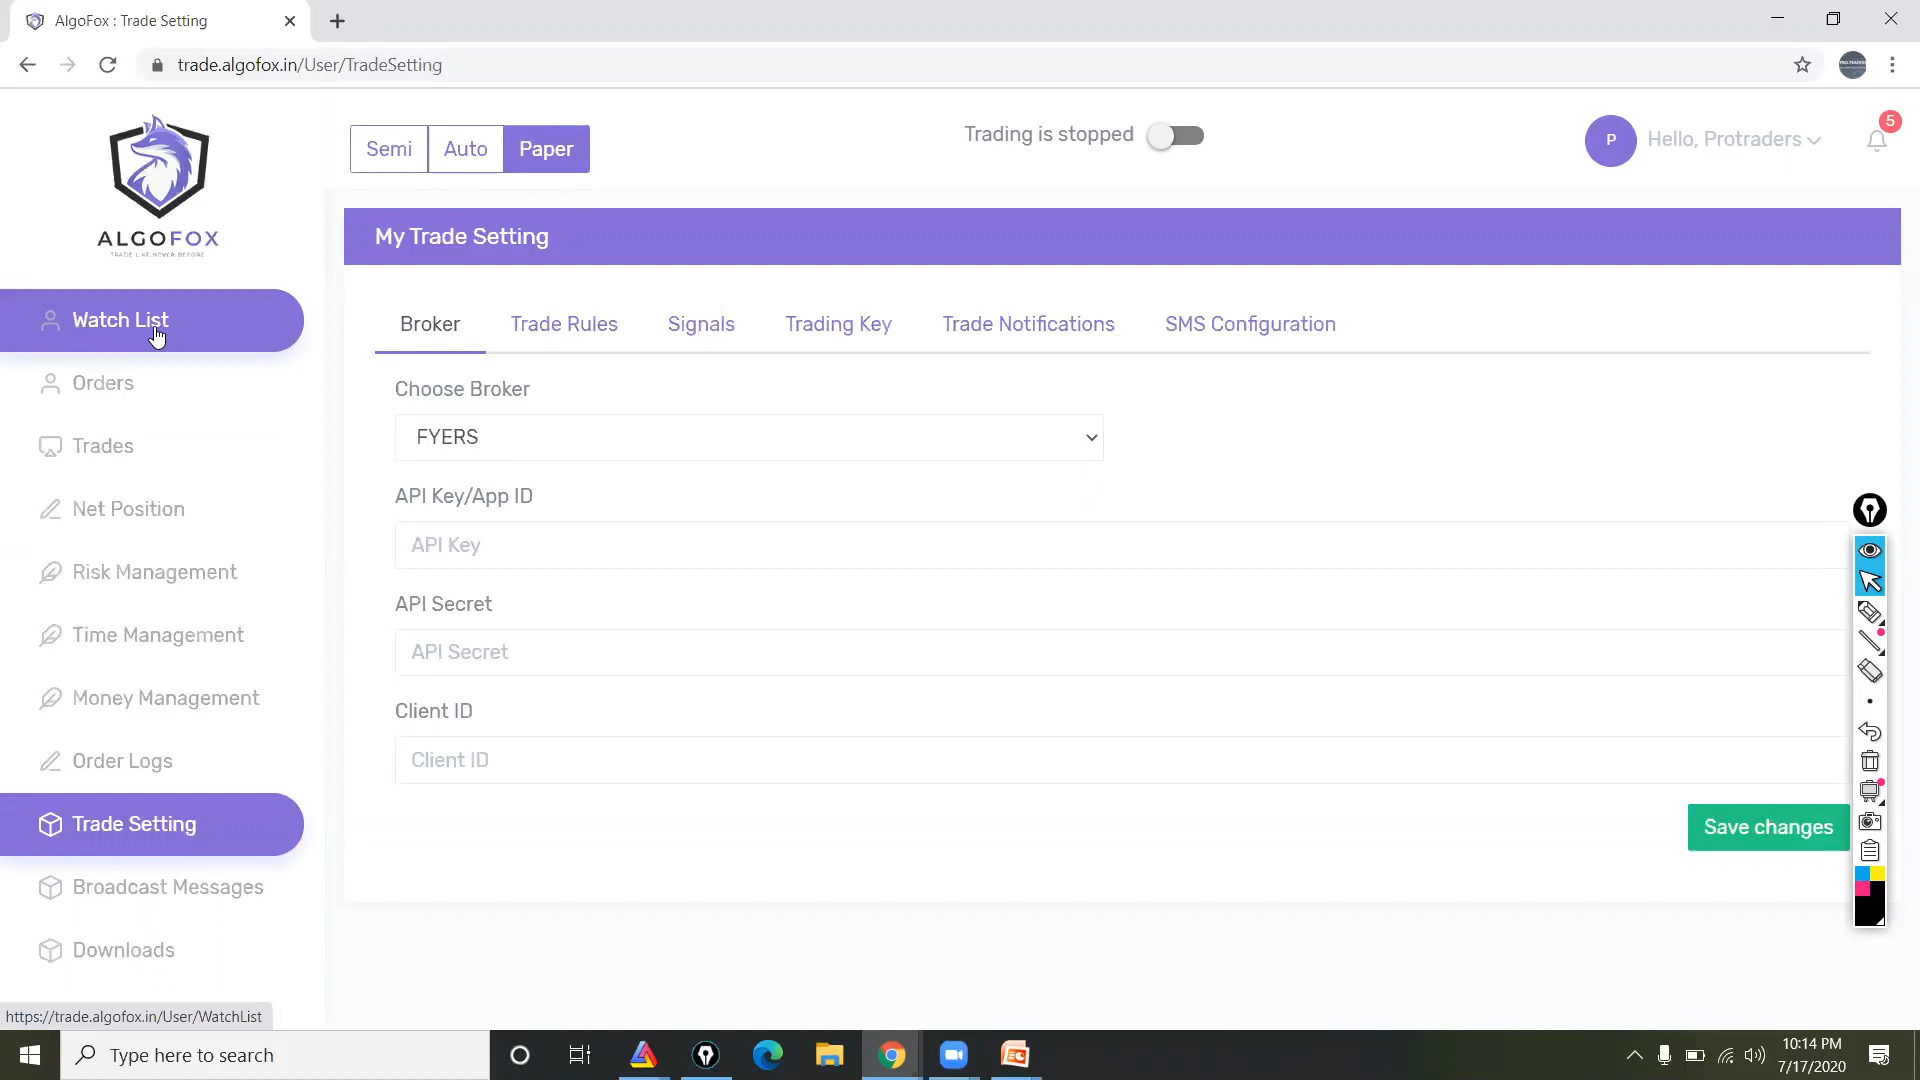 AlgoFox : Trade Setting
trade.algofox.in/User/TradeSetting
ALGOFOX
TRADE LIKE NEVER BEFORE
Semi
Auto
Paper
Trading is stopped
P
Hello, Protraders
5
My Trade Setting
Watch List
Orders
Trades
Net Position
Risk Management
Time Management
Money Management
Order Logs
Trade Setting
Broadcast Messages
Downloads
Broker
Trade Rules
Signals
Trading Key
Trade Notifications
SMS Configuration
Choose Broker
FYERS
API Key/App ID
API Key
API Secret
API Secret
Client ID
Client ID
Save changes
https://trade.algofox.in/User/WatchList
Type here to search
10:14 PM
7/17/2020